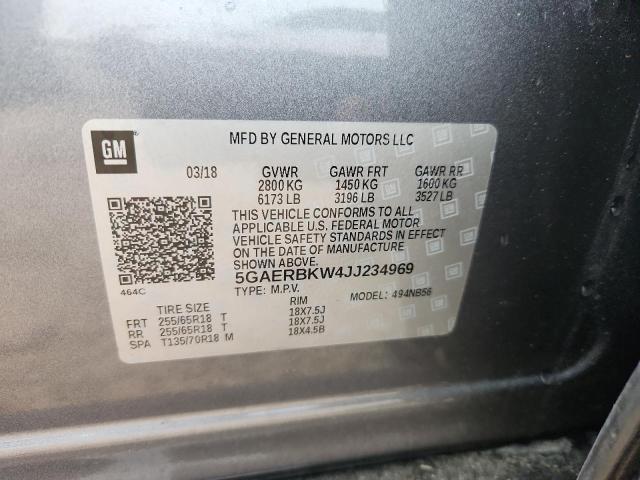 GM
MFD BY GENERAL MOTORS LLC
03/18 GVWR GAWR FRT GAWR RR
2800 KG 1450 KG 1600 KG
6173 LB 3196 LB 3527 LB
THIS VEHICLE CONFORMS TO ALL
APPLICABLE U.S. FEDERAL MOTOR
VEHICLE SAFETY STANDARDS IN EFFECT
ON THE DATE OF MANUFACTURE
SHOWN ABOVE.
5GAERBKW4JJ234969
464C
TYPE: M.P.V. MODEL: 494NB56
TIRE SIZE RIM
FRT 255/65R18 T 18X7.5J
RR 255/65R18 T 18X7.5J
SPA T135/70R18 M 18X4.5B